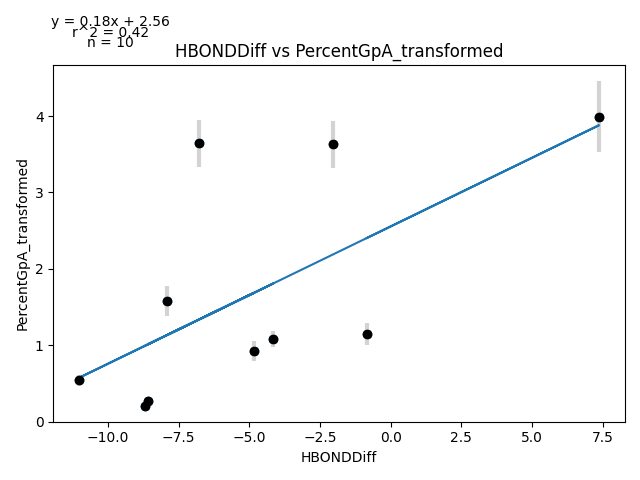 y = 0.18x + 2.56
r^2 = 0.42
n = 10
HBONDDiff vs PercentGpA_transformed
4
3
2
1
0
PercentGpA_transformed
−10.0 −7.5 −5.0 −2.5 0.0 2.5 5.0 7.5
HBONDDiff